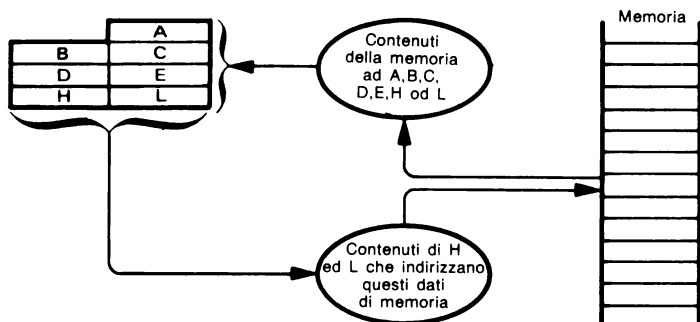 A
B C
D E
H L
Contenuti
della memoria
ad A,B,C,
D,E,H od L
Memoria
Contenuti di H
ed L che indirizzano
questi dati
di memoria